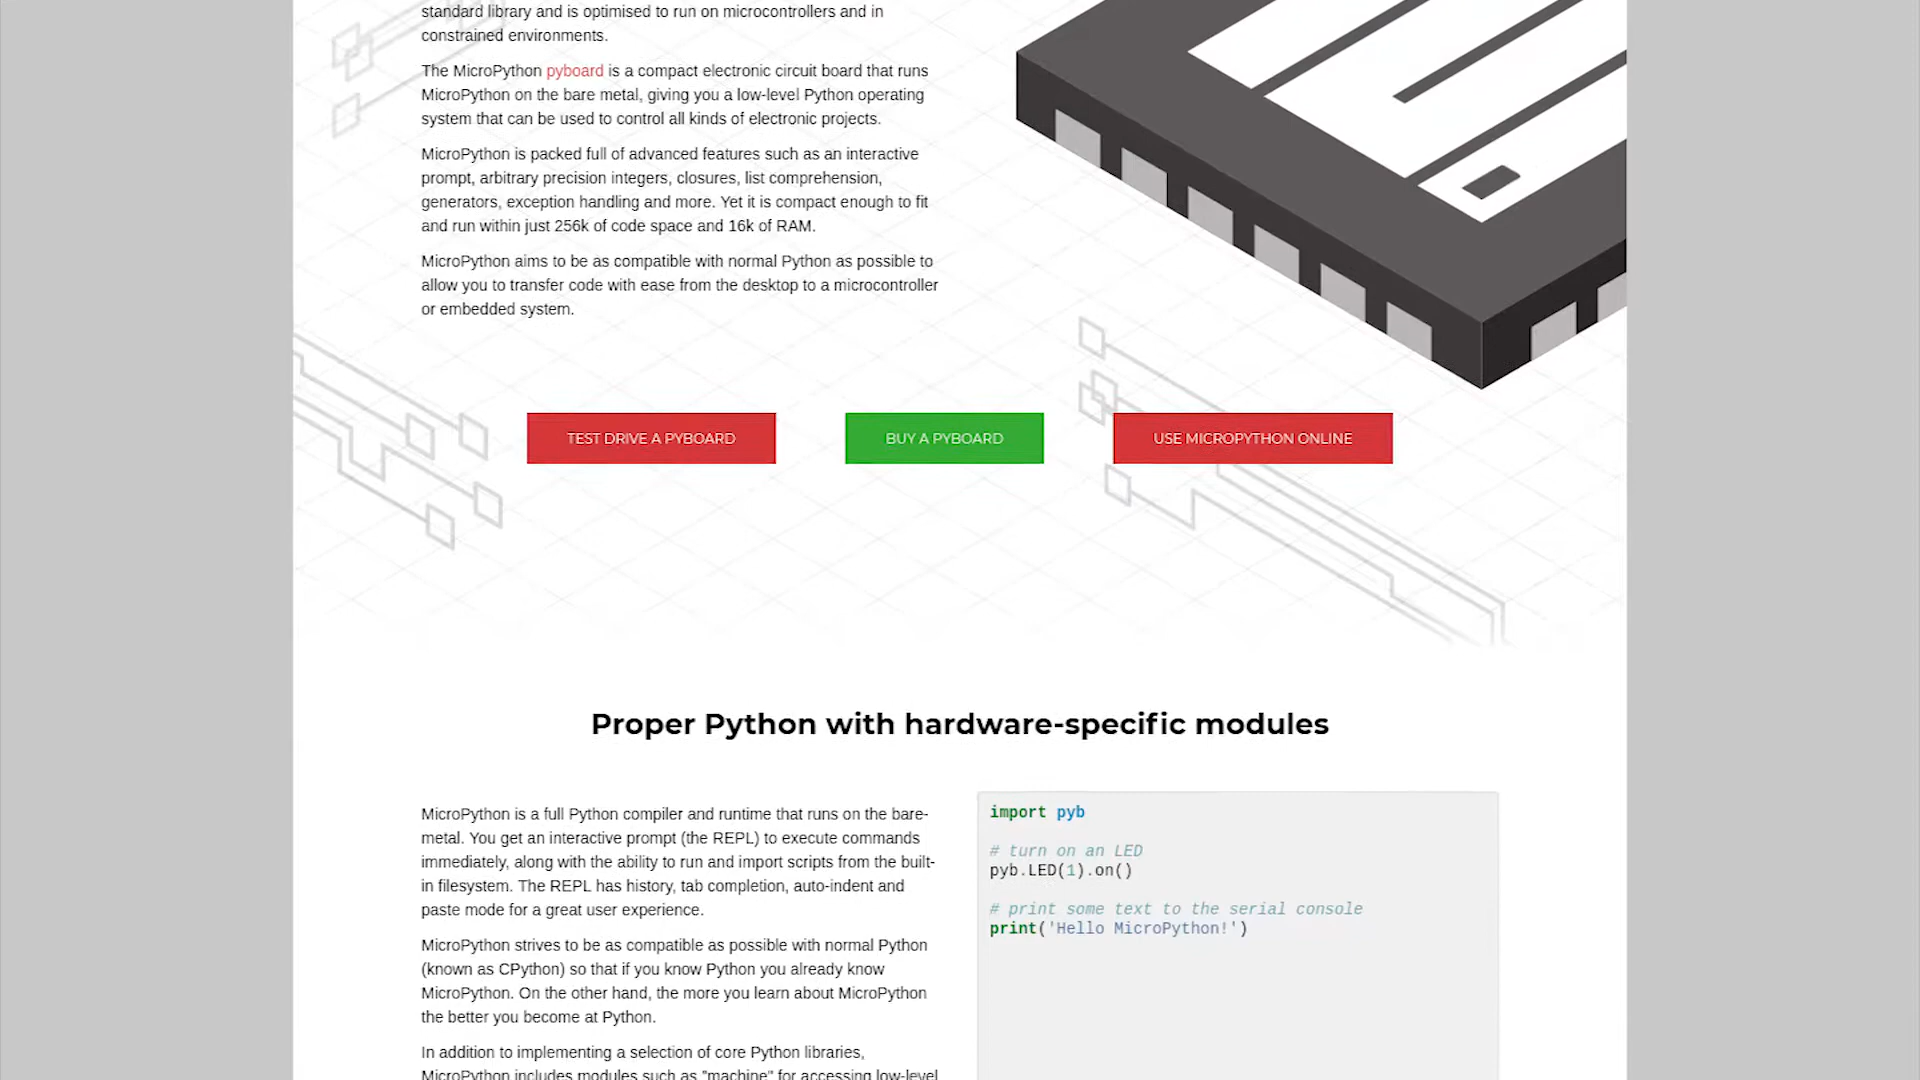 standard library and is optimised to run on microcontrollers and in
constrained environments.
The MicroPython pyboard is a compact electronic circuit board that runs
MicroPython on the bare metal, giving you a low-level Python operating
system that can be used to control all kinds of electronic projects.
MicroPython is packed full of advanced features such as an interactive
prompt, arbitrary precision integers, closures, list comprehension,
generators, exception handling and more. Yet it is compact enough to fit
and run within just 256k of code space and 16k of RAM.
MicroPython aims to be as compatible with normal Python as possible to
allow you to transfer code with ease from the desktop to a microcontroller
or embedded system.
TEST DRIVE A PYBOARD
BUY A PYBOARD
USE MICROPYTHON ONLINE
Proper Python with hardware-specific modules
MicroPython is a full Python compiler and runtime that runs on the bare-
metal. You get an interactive prompt (the REPL) to execute commands
immediately, along with the ability to run and import scripts from the built-
in filesystem. The REPL has history, tab completion, auto-indent and
paste mode for a great user experience.
MicroPython strives to be as compatible as possible with normal Python
(known as CPython) so that if you know Python you already know
MicroPython. On the other hand, the more you learn about MicroPython
the better you become at Python.
In addition to implementing a selection of core Python libraries,
MicroPython includes modules such as "machine" for accessing low-level
import pyb
# turn on an LED
pyb.LED(1).on()
# print some text to the serial console
print('Hello MicroPython!')